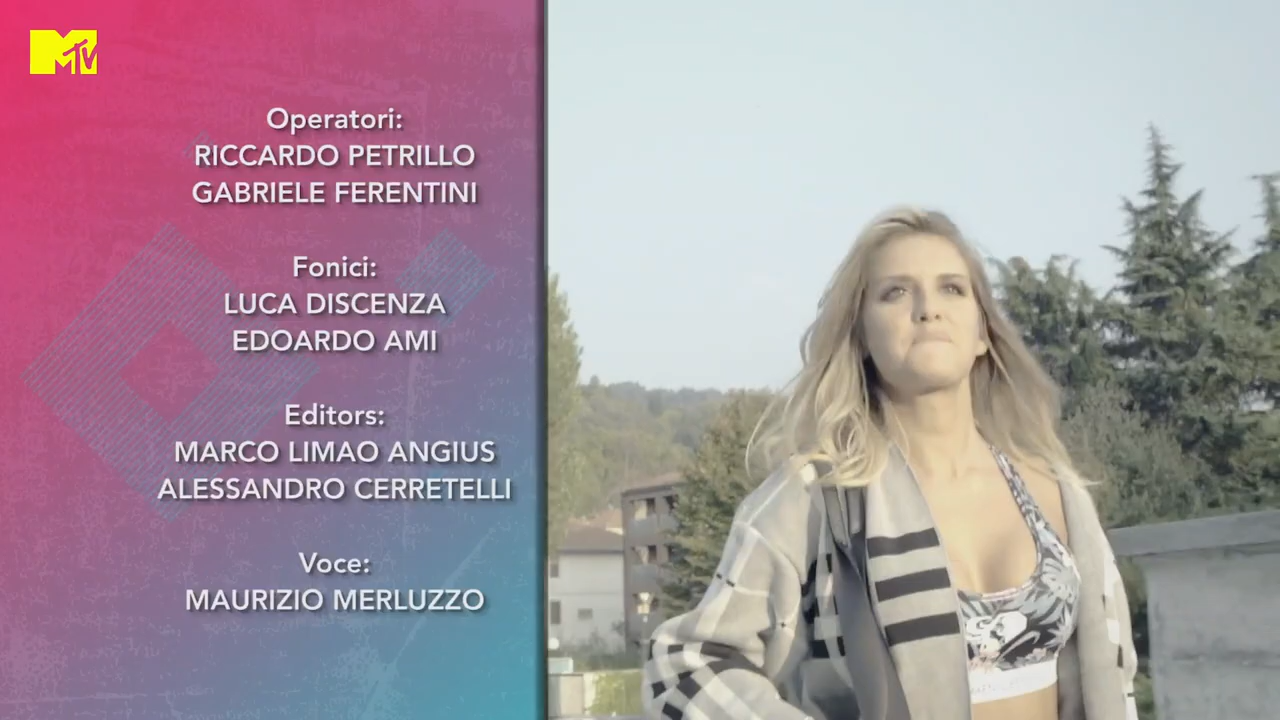 MTV
Operatori:
RICCARDO PETRILLO
GABRIELE FERENTINI
Fonici:
LUCA DISCENZA
EDOARDO AMI
Editors:
MARCO LIMAO ANGIUS
ALESSANDRO CERRETELLI
Voce:
MAURIZIO MERLUZZO